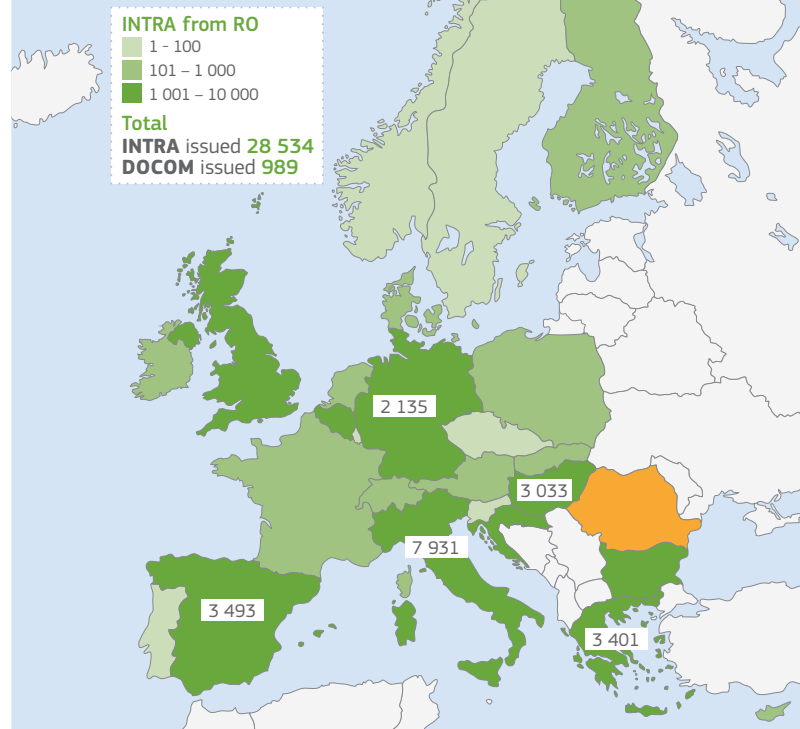 INTRA from RO
1 - 100
101 – 1 000
1 001 – 10 000
Total
INTRA issued 28 534
DOCOM issued 989
2 135
3 033
7 931
3 493
3 401